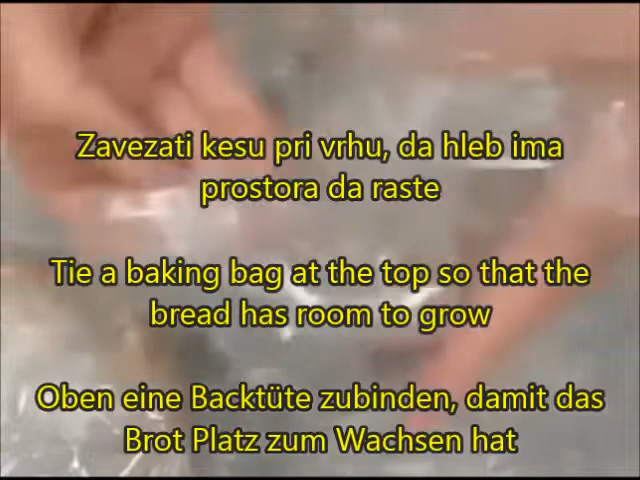 Zavezati kesu pri vrhu, da hleb ima
prostora da raste
Tie a baking bag at the top so that the
bread has room to grow
Oben eine Backtüte zubinden, damit das
Brot Platz zum Wachsen hat